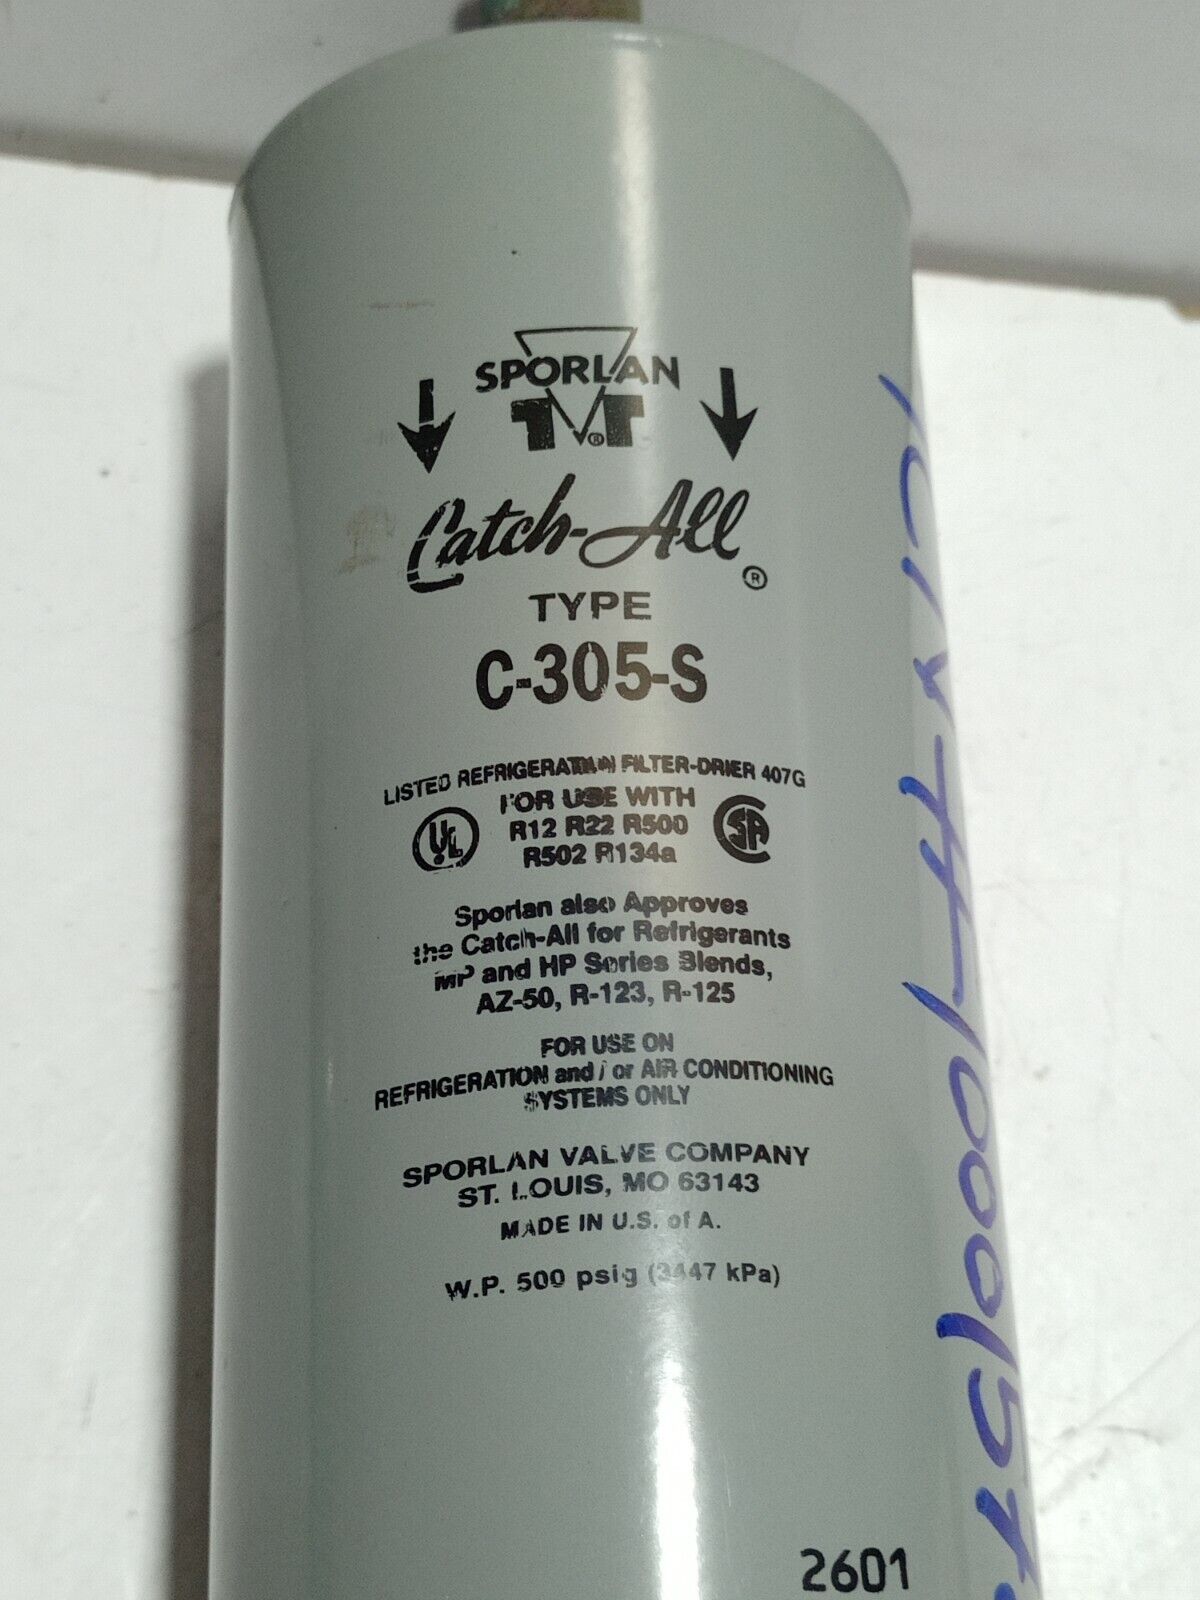 SPORLAN
®
Catch-All ®
TYPE
C-305-S
LISTED REFRIGERATION FILTER-DRIER 407G
FOR USE WITH
UL
R12 R22 R500
SA
R502 R134a
Sporlan also Approves
the Catch-All for Refrigerants
MP and HP Series Blends,
AZ-50, R-123, R-125
FOR USE ON
REFRIGERATION and / or AIR CONDITIONING
SYSTEMS ONLY
SPORLAN VALVE COMPANY
ST. LOUIS, MO 63143
MADE IN U.S. of A.
W.P. 500 psig (3447 kPa)
2601